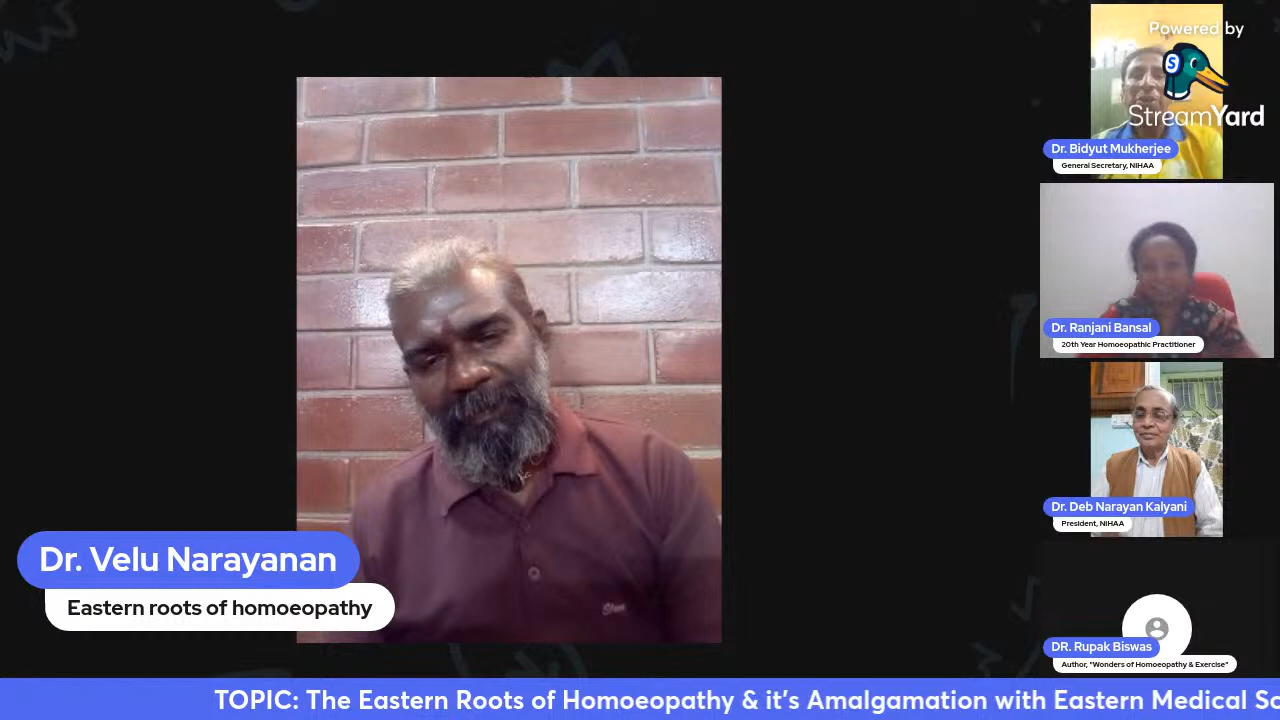 Powered by
StreamYard
Dr. Bidyut Mukherjee
General Secretary, NIHAA
Dr. Ranjani Bansal
20th Year Homoeopathic Practitioner
Dr. Deb Narayan Kalyani
President, NIHAA
Dr. Velu Narayanan
Eastern roots of homoeopathy
DR. Rupak Biswas
Author, "Wonders of Homoeopathy & Exercise"
TOPIC: The Eastern Roots of Homoeopathy & it's Amalgamation with Eastern Medical